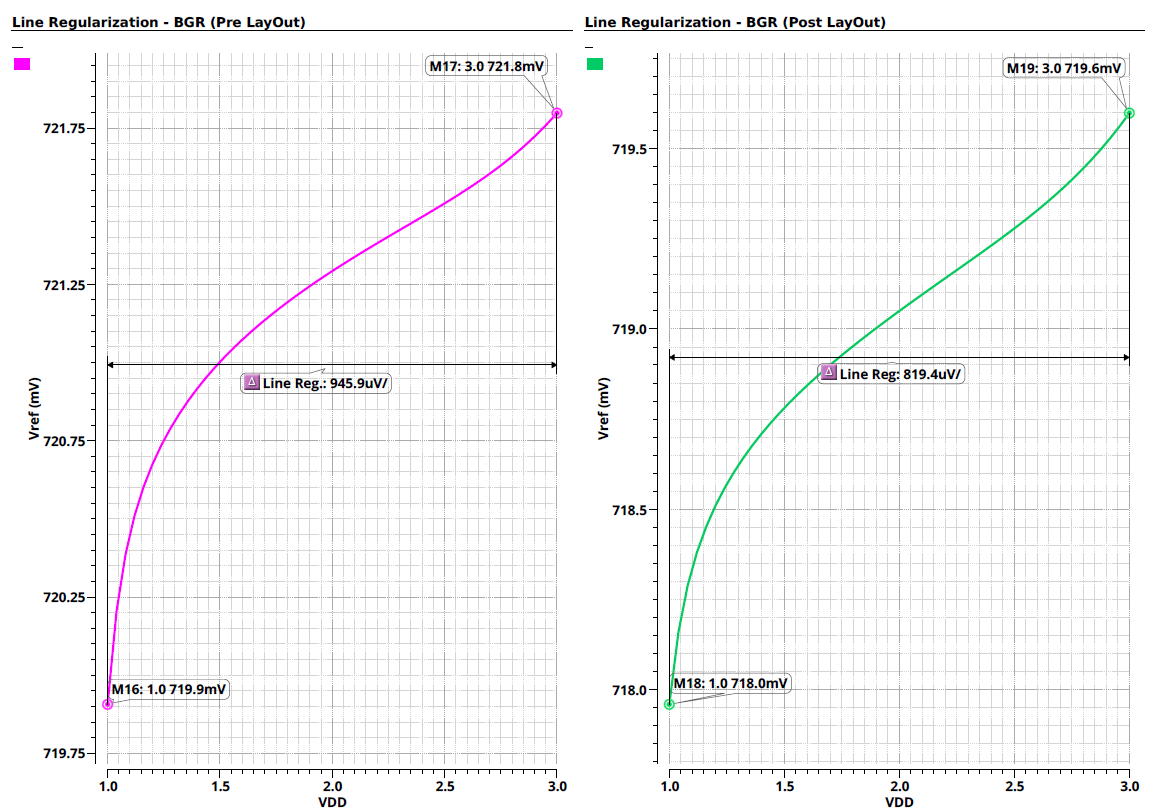 Line Regularization - BGR (Pre LayOut)
M17: 3.0 721.8mV
721.75
721.25
Δ Line Reg.: 945.9uV/
Vref (mV)
720.75
720.25
M16: 1.0 719.9mV
719.75
1.0 1.5 2.0 2.5 3.0
VDD
Line Regularization - BGR (Post LayOut)
M19: 3.0 719.6mV
719.5
719.0
Δ Line Reg: 819.4uV/
Vref (mV)
718.5
M18: 1.0 718.0mV
718.0
1.0 1.5 2.0 2.5 3.0
VDD